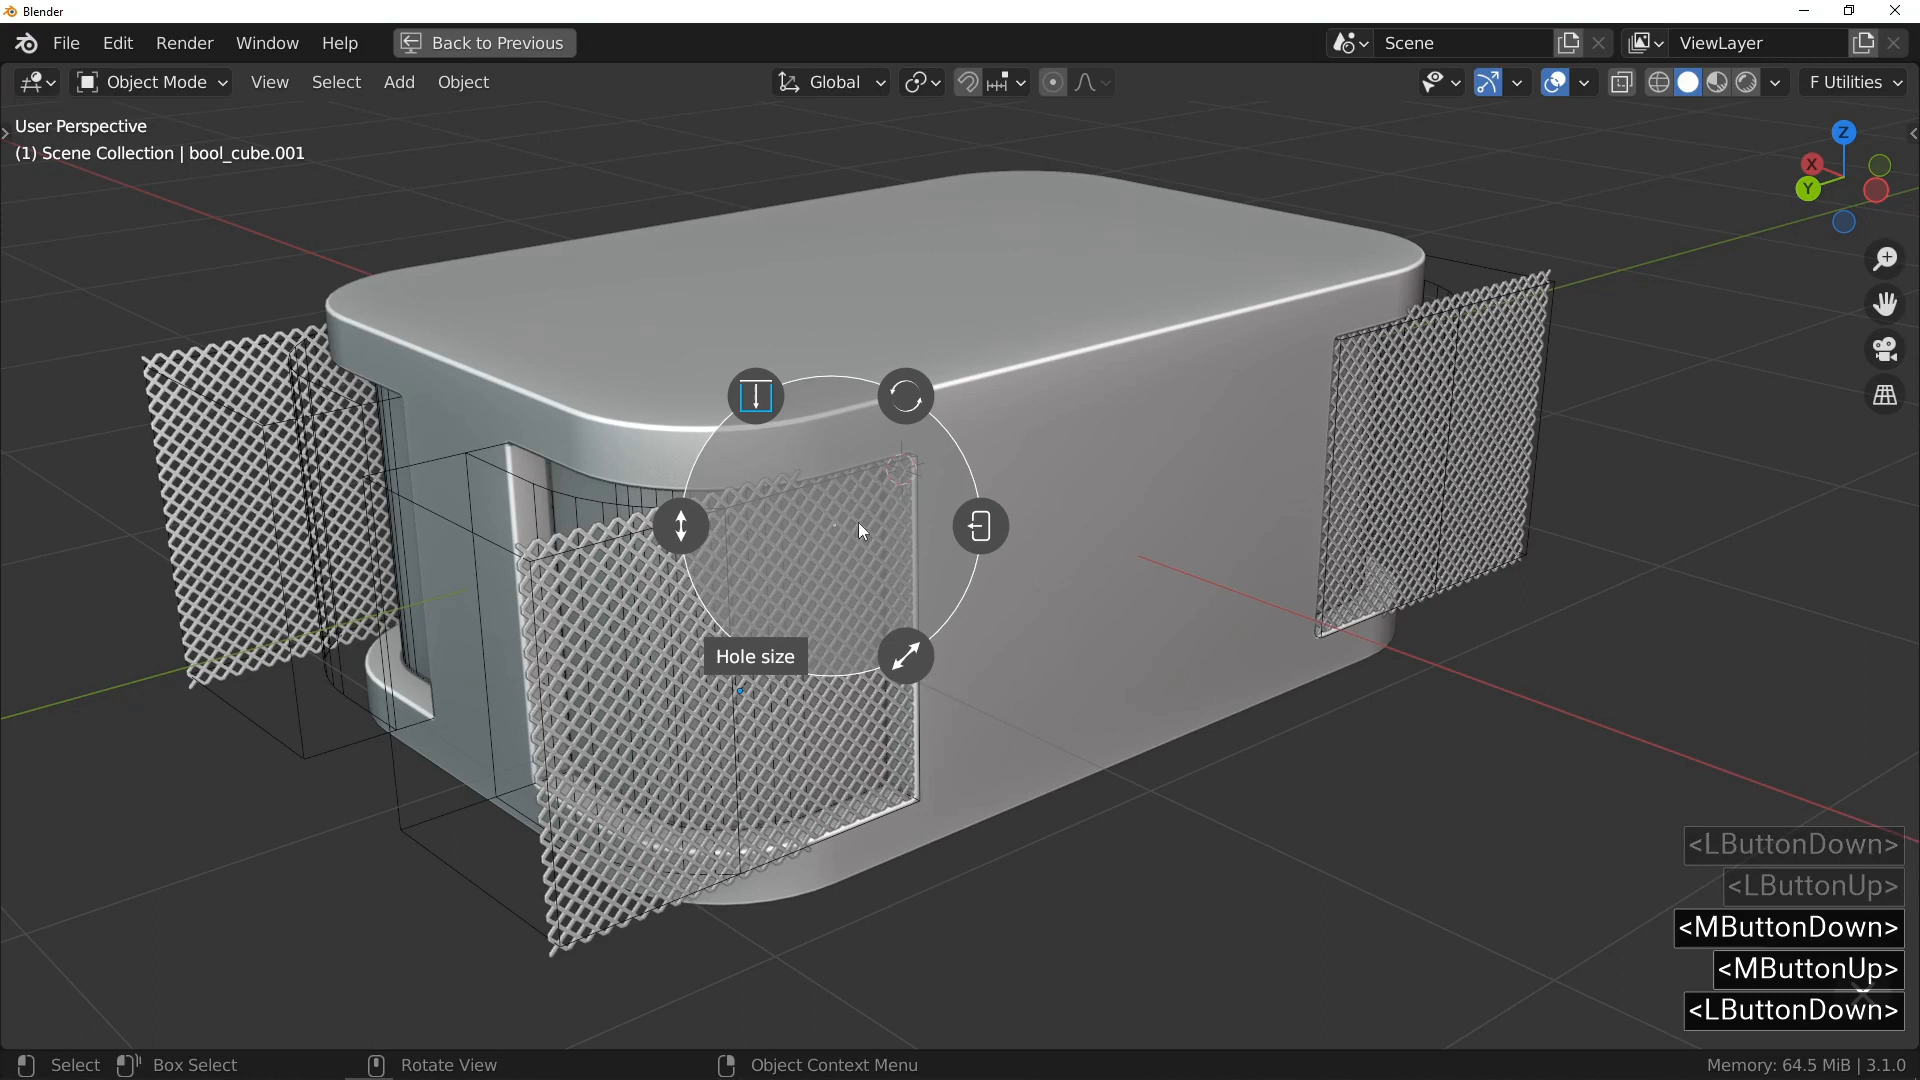 Blender
File Edit Render Window Help Back to Previous Scene ViewLayer
Object Mode View Select Add Object Global F Utilities
User Perspective
(1) Scene Collection | bool_cube.001
Z
X
Y
Hole size
<LButtonDown>
<LButtonUp>
<MButtonDown>
<MButtonUp>
<LButtonDown>
Select Box Select Rotate View Object Context Menu Memory: 64.5 MiB | 3.1.0